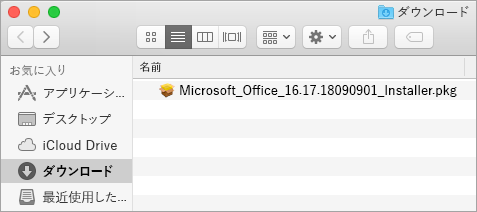 ダウンロード
お気に入り
アプリケーシ...
デスクトップ
iCloud Drive
ダウンロード
最近使用した...
名前
Microsoft_Office_16.17.18090901_Installer.pkg